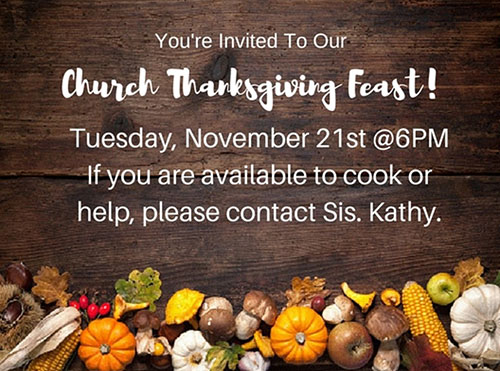 You're Invited To Our
Church Thanksgiving Feast!
Tuesday, November 21st @6PM
If you are available to cook or
help, please contact Sis. Kathy.